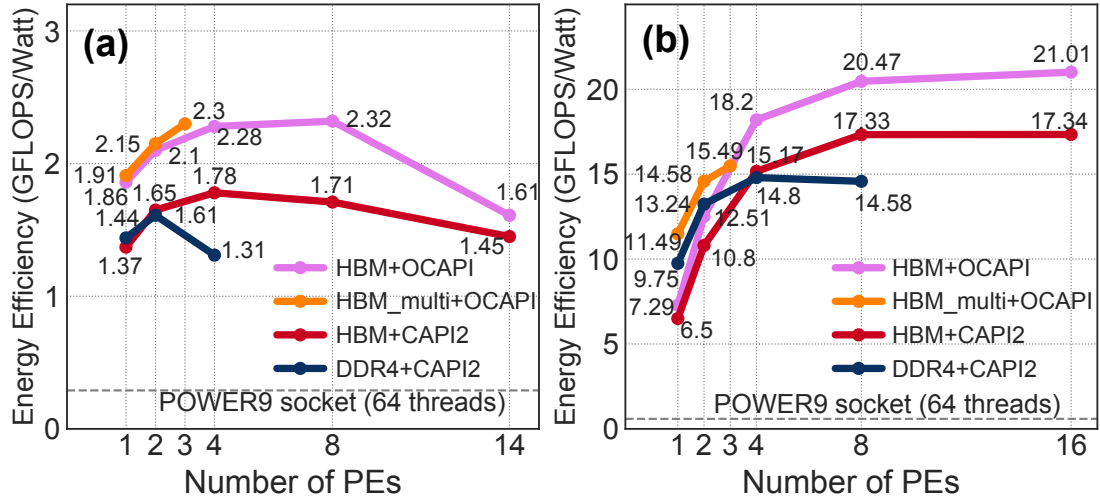 (a)
Energy Efficiency (GFLOPS/Watt)
3
2
1
0
1.91
1.86
2.15
2.1
2.3
2.28
2.32
1.61
1.44
1.37
1.65
1.61
1.78
1.71
1.45
1.31
HBM+OCAPI
HBM_multi+OCAPI
HBM+CAPI2
DDR4+CAPI2
POWER9 socket (64 threads)
1 2 3 4 8 14
Number of PEs
(b)
Energy Efficiency (GFLOPS/Watt)
20
15
10
5
0
20.47
21.01
18.2
17.33
17.34
15.49
15.17
14.58
13.24
14.8
14.58
12.51
11.49
10.8
9.75
7.29
6.5
HBM+OCAPI
HBM_multi+OCAPI
HBM+CAPI2
DDR4+CAPI2
POWER9 socket (64 threads)
1 2 3 4 8 16
Number of PEs